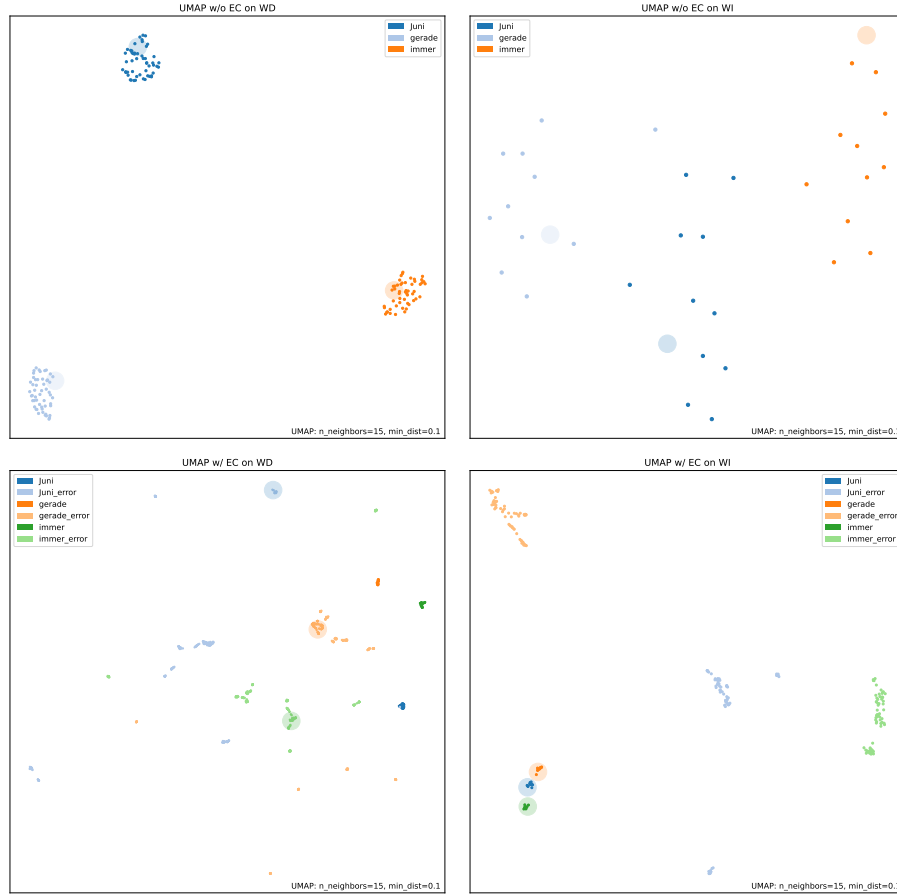 UMAP w/o EC on WD
Juni
gerade
immer
UMAP: n_neighbors=15, min_dist=0.1
UMAP w/o EC on WI
Juni
gerade
immer
UMAP: n_neighbors=15, min_dist=0.1
UMAP w/ EC on WD
Juni
Juni_error
gerade
gerade_error
immer
immer_error
UMAP: n_neighbors=15, min_dist=0.1
UMAP w/ EC on WI
Juni
Juni_error
gerade
gerade_error
immer
immer_error
UMAP: n_neighbors=15, min_dist=0.1